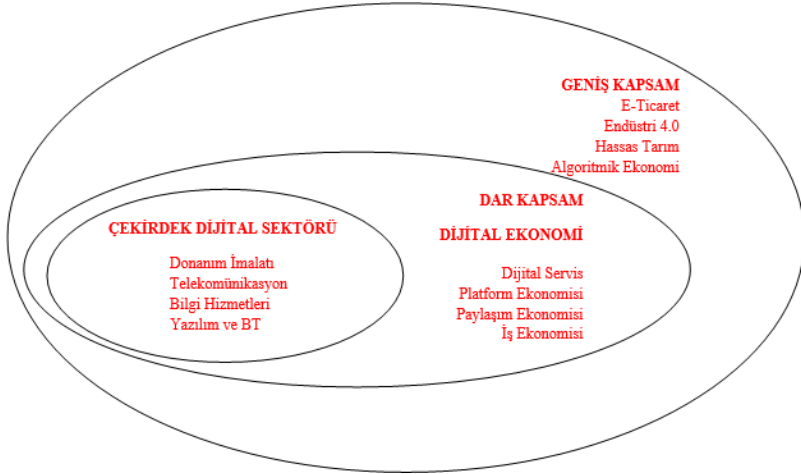 GENİŞ KAPSAM
E-Ticaret
Endüstri 4.0
Hassas Tarım
Algoritmik Ekonomi
DAR KAPSAM
DİJİTAL EKONOMİ
Dijital Servis
Platform Ekonomisi
Paylaşım Ekonomisi
İş Ekonomisi
ÇEKİRDEK DİJİTAL SEKTÖRÜ
Donanım İmalatı
Telekomünikasyon
Bilgi Hizmetleri
Yazılım ve BT